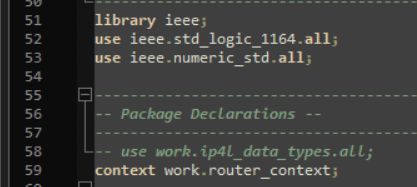 50
51 library ieee;
52 use ieee.std_logic_1164.all;
53 use ieee.numeric_std.all;
54
55 --------------------------------------
56 -- Package Declarations --
57 --------------------------------------
58 -- use work.ip4l_data_types.all;
59 context work.router_context;
60